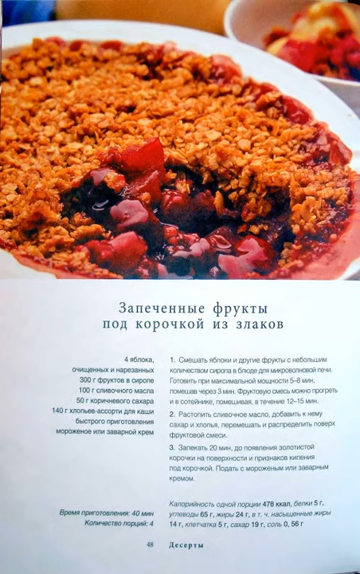 Запеченные фрукты
под корочкой из злаков
4 яблока,
очищенных и нарезанных
300 г фруктов в сиропе
100 г сливочного масла
50 г коричневого сахара
140 г хлопьев-ассорти для каши
быстрого приготовления
мороженое или заварной крем
Время приготовления: 40 мин
Количество порций: 4
1. Смешать яблоки и другие фрукты с небольшим
количеством сиропа в блюде для микроволновой печи.
Готовить при максимальной мощности 5–8 мин,
помешав через 3 мин. Фруктовую смесь можно прогреть
и в сотейнике, помешивая, в течение 12–15 мин.
2. Растопить сливочное масло, добавить к нему
сахар и хлопья, перемешать и распределить поверх
фруктовой смеси.
3. Запекать 20 мин, до появления золотистой
корочки на поверхности и признаков кипения
под корочкой. Подать с мороженым или заварным
кремом.
Калорийность одной порции 478 ккал, белки 5 г,
углеводы 65 г, жиры 24 г, в т. ч. насыщенные жиры
14 г, клетчатка 5 г, сахар 19 г, соль 0, 56 г
48 Десерты